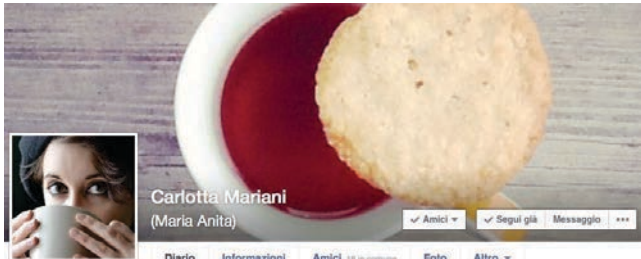 Carlotta Mariani
(Maria Anita)
✓ Amici ▾ ✓ Segui già Messaggio •••
Diario Informazioni Amici Foto Altro ▾